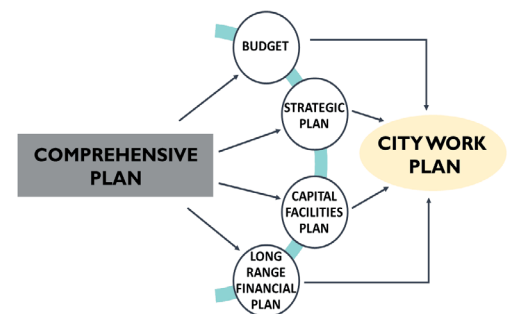 BUDGET
STRATEGIC
PLAN
COMPREHENSIVE
PLAN
CITY WORK
PLAN
CAPITAL
FACILITIES
PLAN
LONG
RANGE
FINANCIAL
PLAN